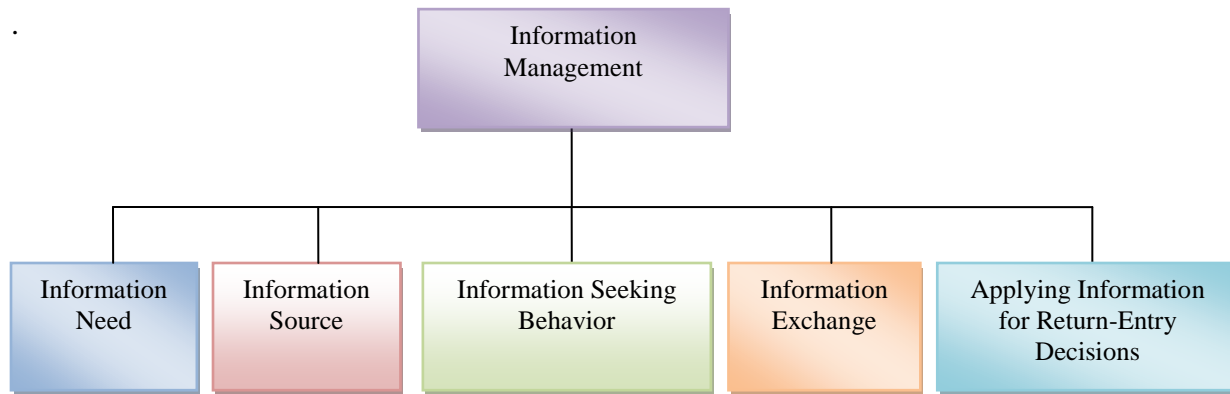 .
Information
Management
Information
Need
Information
Source
Information Seeking
Behavior
Information
Exchange
Applying Information
for Return-Entry
Decisions